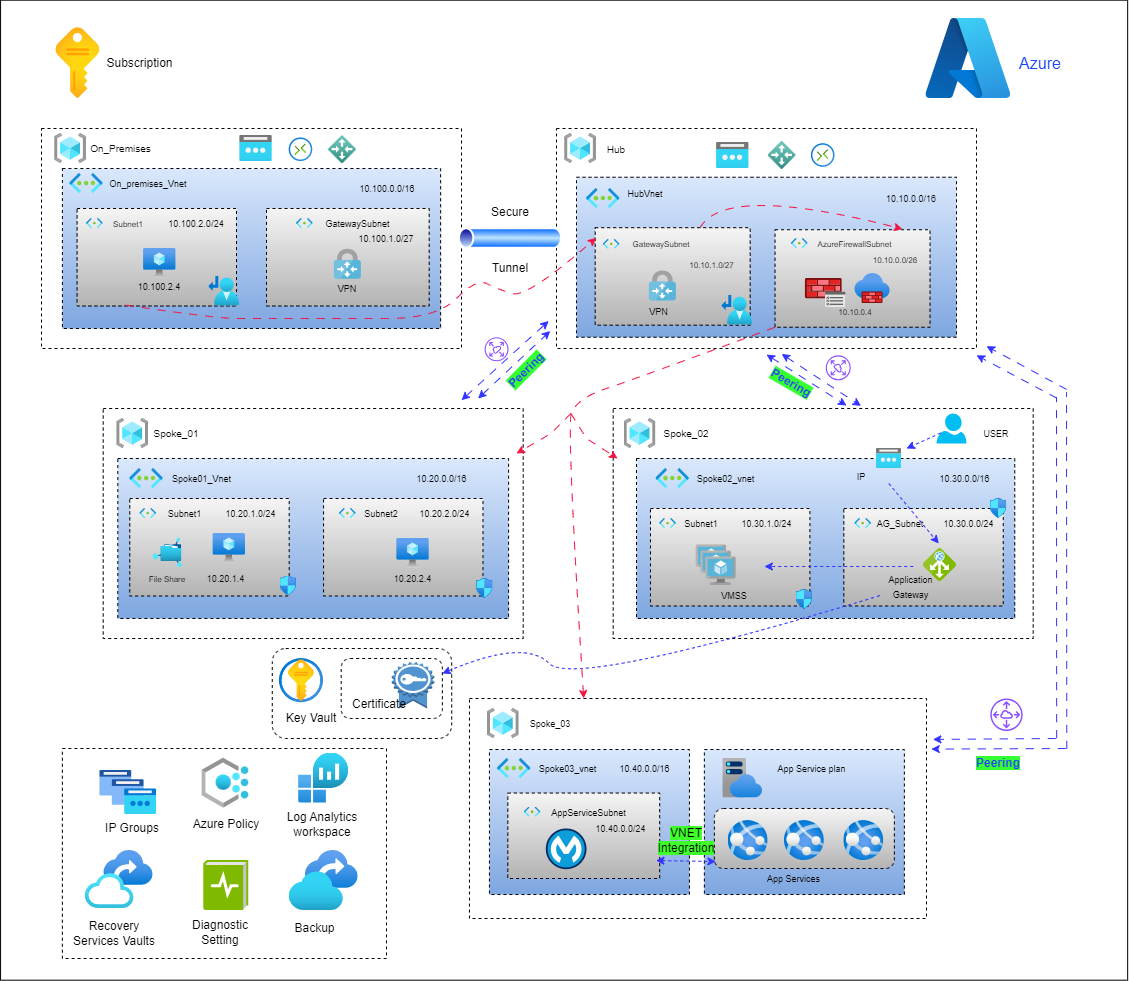 Subscription
Azure
On_Premises
On_premises_Vnet
10.100.0.0/16
Subnet1
10.100.2.0/24
10.100.2.4
GatewaySubnet
10.100.1.0/27
VPN
Secure
Tunnel
Hub
HubVnet
10.10.0.0/16
GatewaySubnet
10.10.1.0/27
VPN
AzureFirewallSubnet
10.10.0.0/26
10.10.0.4
Peering
Peering
Spoke_01
Spoke01_Vnet
10.20.0.0/16
Subnet1
10.20.1.0/24
File Share
10.20.1.4
Subnet2
10.20.2.0/24
10.20.2.4
Spoke_02
USER
IP
Spoke02_vnet
10.30.0.0/16
Subnet1
10.30.1.0/24
VMSS
AG_Subnet
10.30.0.0/24
Application
Gateway
Key Vault
Certificate
Spoke_03
Spoke03_vnet
10.40.0.0/16
AppServiceSubnet
10.40.0.0/24
VNET
Integration
App Service plan
App Services
Peering
IP Groups
Azure Policy
Log Analytics
workspace
Recovery
Services Vaults
Diagnostic
Setting
Backup